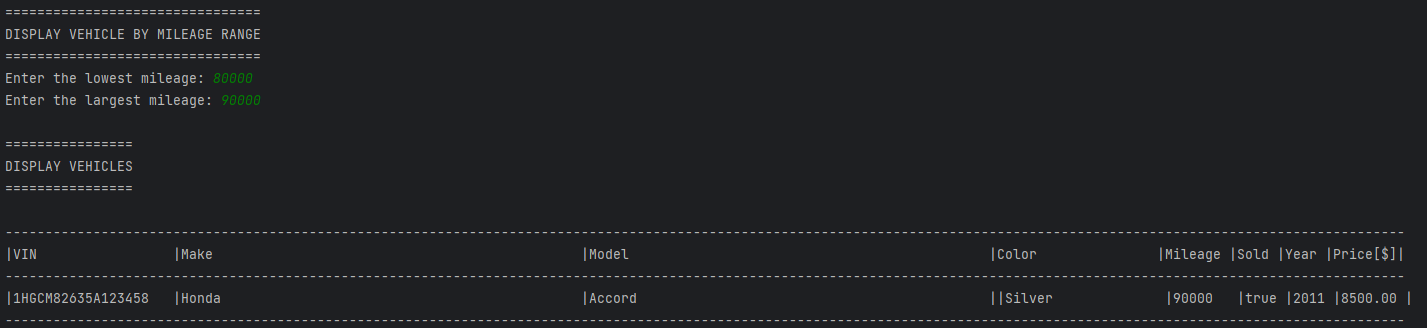 ================================
DISPLAY VEHICLE BY MILEAGE RANGE
================================
Enter the lowest mileage: 80000
Enter the largest mileage: 90000
================
DISPLAY VEHICLES
================
-------------------------------------------------------------------------------------------------------------------------------------------------------------------------------
|VIN                 |Make                                              |Model                                             |Color               |Mileage |Sold |Year |Price[$]|
-------------------------------------------------------------------------------------------------------------------------------------------------------------------------------
|1HGCM82635A123458   |Honda                                             |Accord                                            ||Silver              |90000   |true |2011 |8500.00 |
-------------------------------------------------------------------------------------------------------------------------------------------------------------------------------